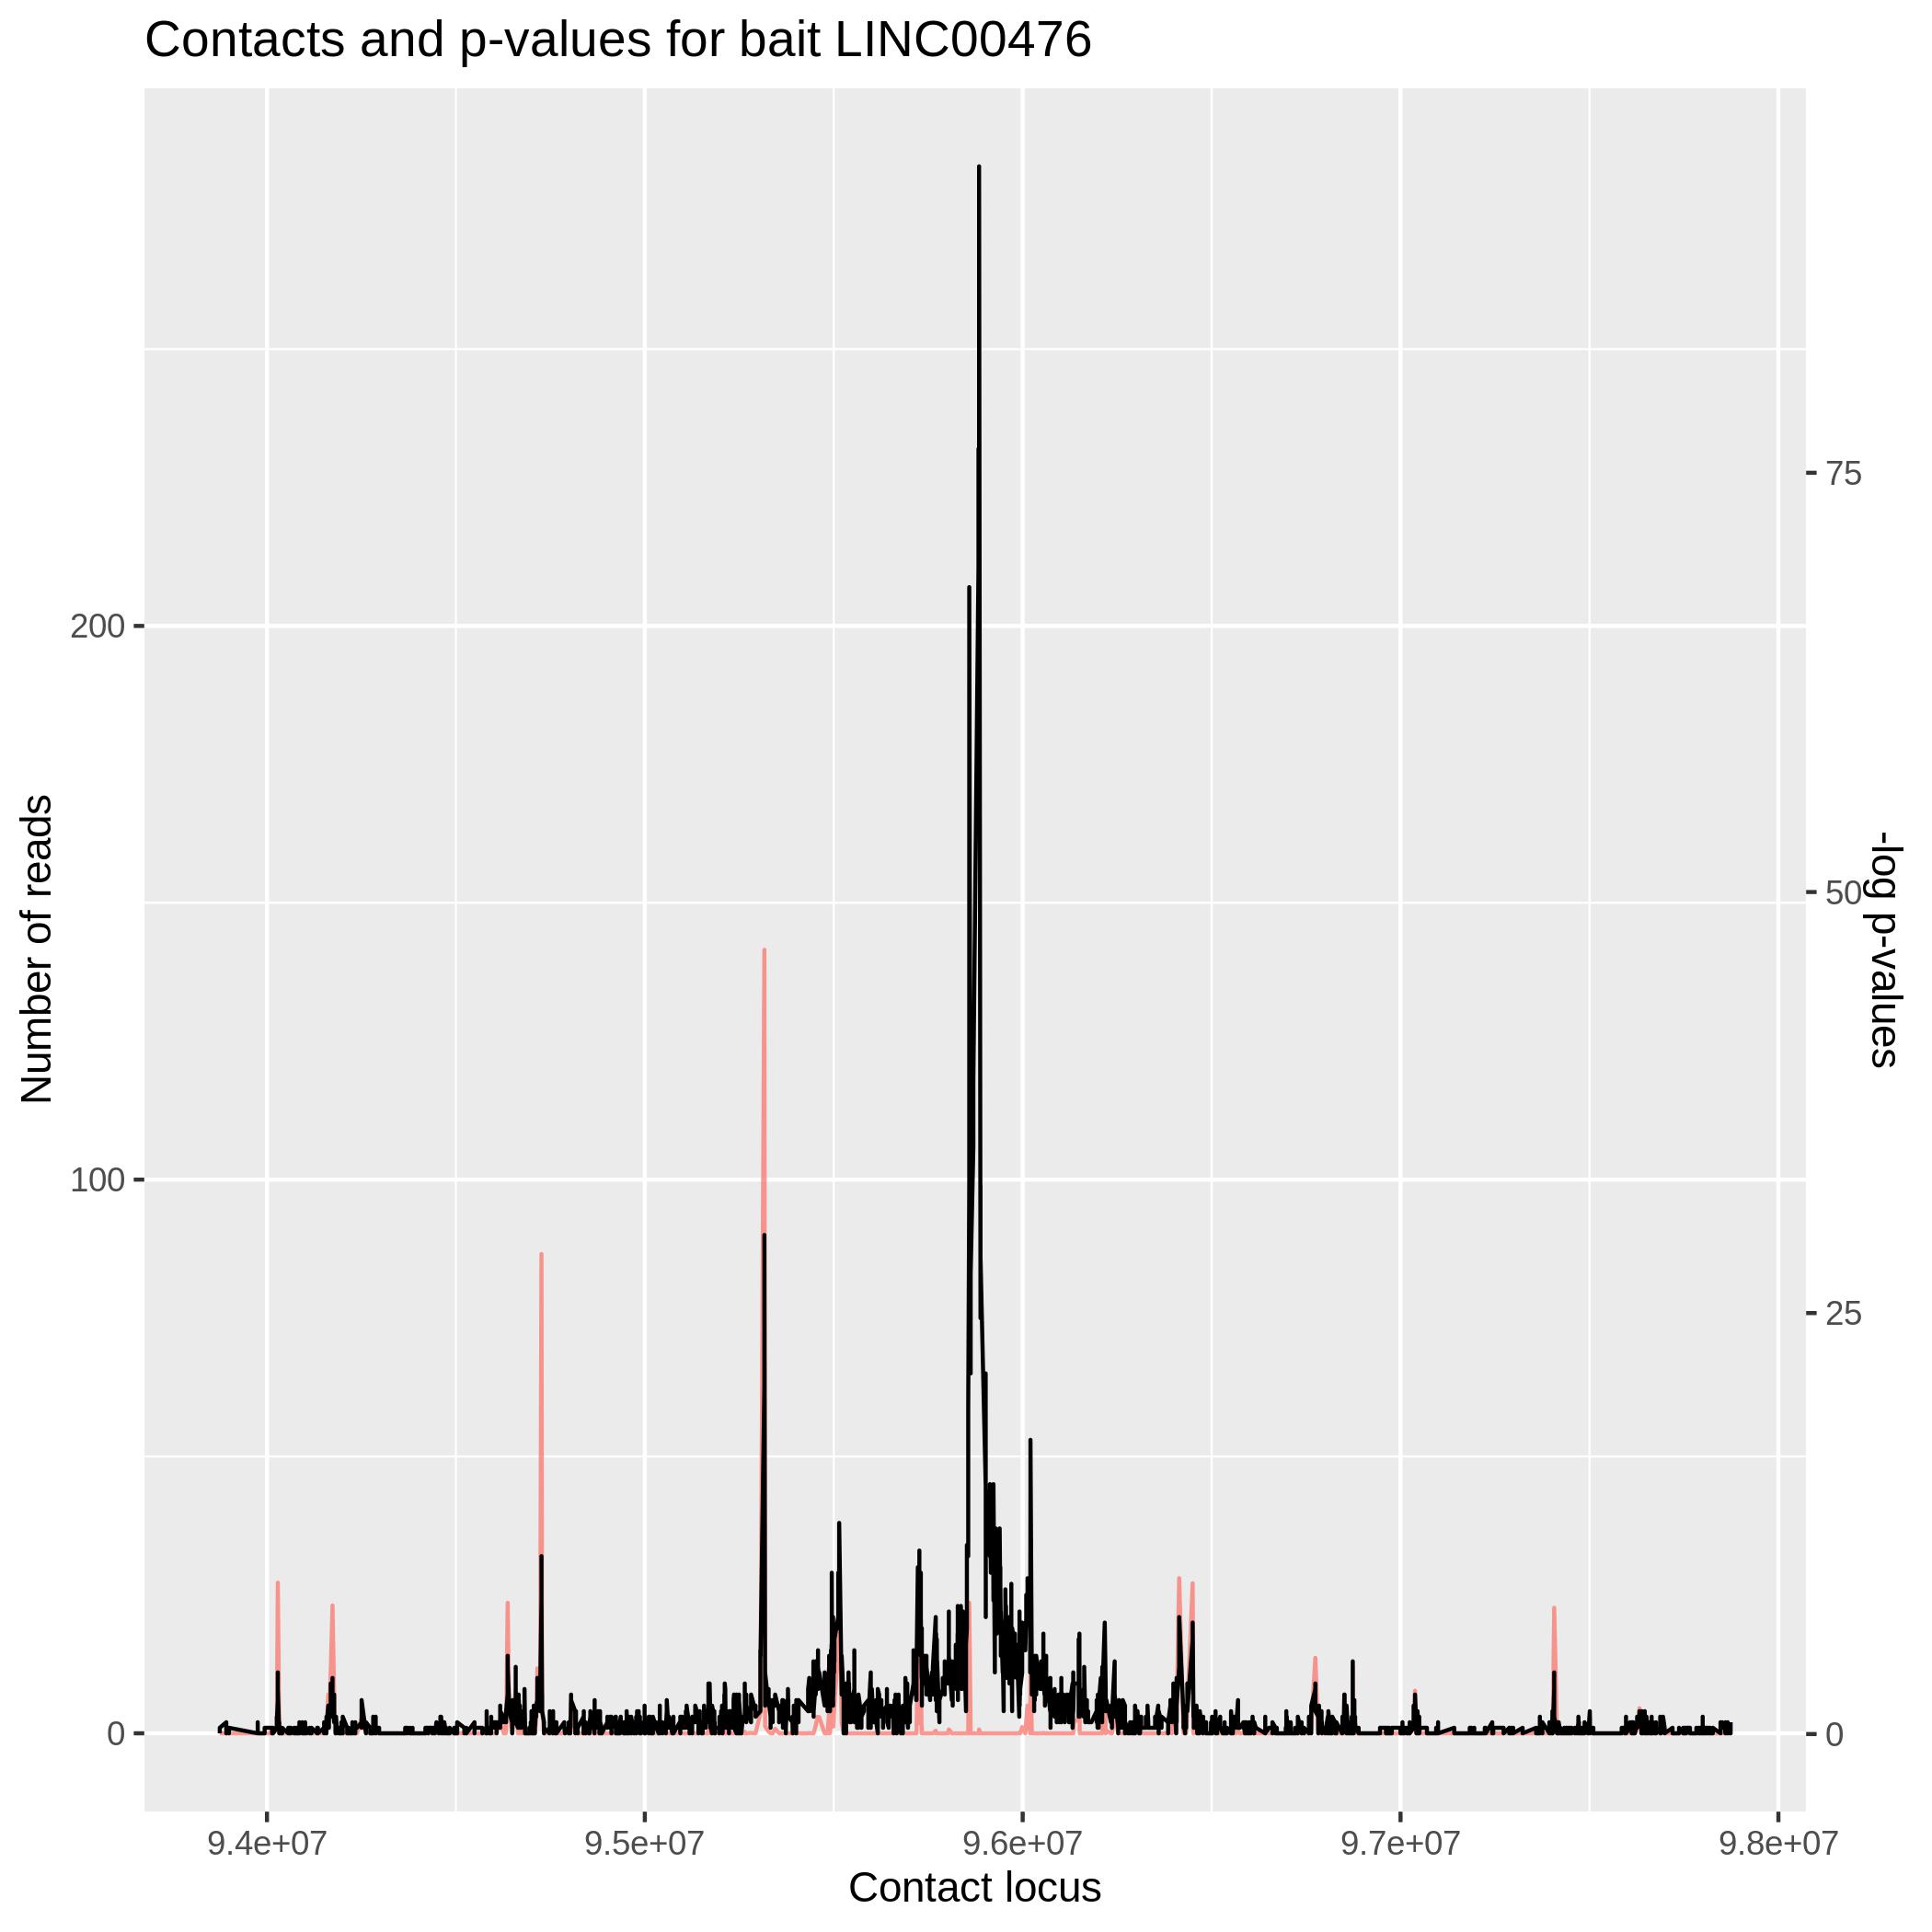 Contacts and p-values for bait LINC00476
Number of reads
200
100
0
75
50
25
0
-log p-values
9.4e+07 9.5e+07 9.6e+07 9.7e+07 9.8e+07
Contact locus